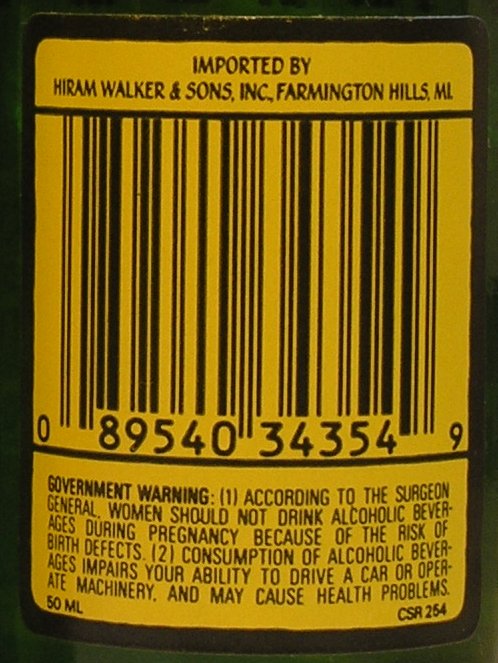 IMPORTED BY
HIRAM WALKER & SONS, INC., FARMINGTON HILLS, MI.
0 89540 34354 9
GOVERNMENT WARNING: (1) ACCORDING TO THE SURGEON
GENERAL, WOMEN SHOULD NOT DRINK ALCOHOLIC BEVER-
AGES DURING PREGNANCY BECAUSE OF THE RISK OF
BIRTH DEFECTS. (2) CONSUMPTION OF ALCOHOLIC BEVER-
AGES IMPAIRS YOUR ABILITY TO DRIVE A CAR OR OPER-
ATE MACHINERY, AND MAY CAUSE HEALTH PROBLEMS.
50 ML CSR 254